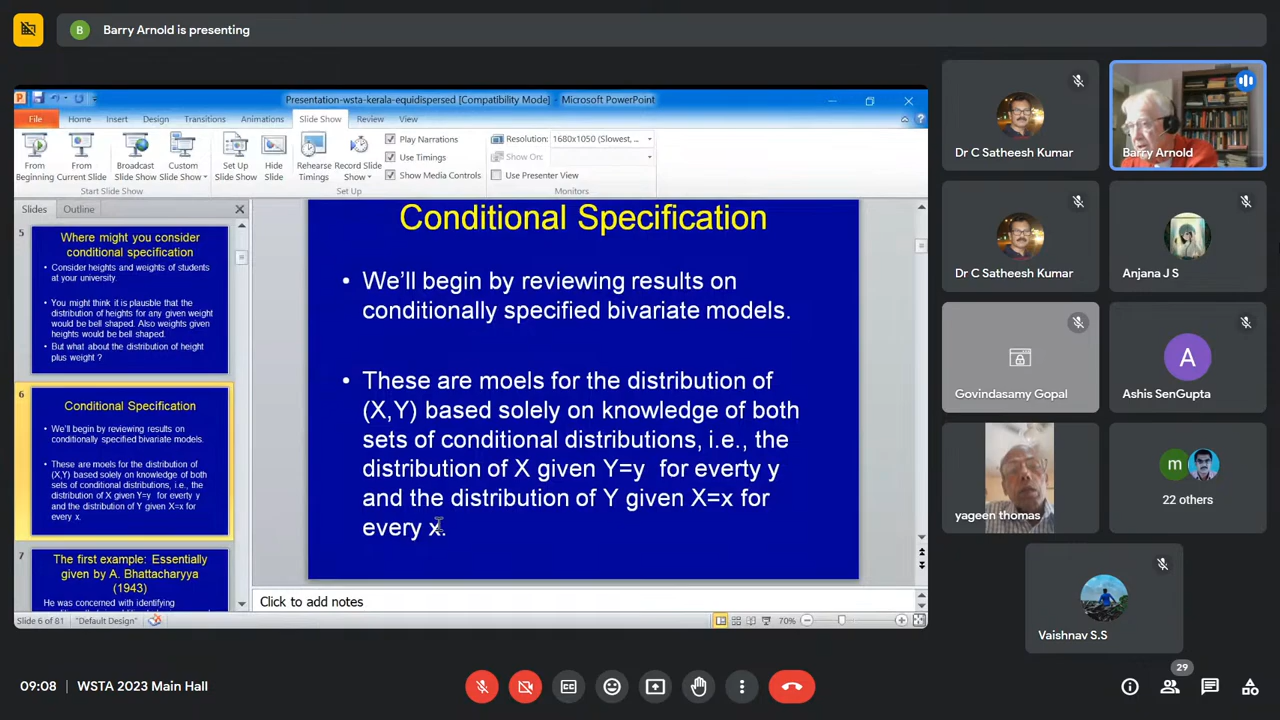 B
Barry Arnold is presenting
Presentation-wsta-kerala-equidispersed [Compatibility Mode] - Microsoft PowerPoint
File
Home
Insert
Design
Transitions
Animations
Slide Show
Review
View
From Beginning
From Current Slide
Broadcast Slide Show
Custom Slide Show
Set Up Slide Show
Hide Slide
Rehearse Timings
Record Slide Show
Play Narrations
Use Timings
Show Media Controls
Resolution: 1680x1050 (Slowest, ...
Show On:
Use Presenter View
Start Slide Show
Set Up
Monitors
Slides
Outline
5
Where might you consider
conditional specification
• Consider heights and weights of students
at your university.
• You might think it is plausble that the
distribution of heights for any given weight
would be bell shaped. Also weights given
heights would be bell shaped.
• But what about the distribution of height
plus weight ?
6
Conditional Specification
We'll begin by reviewing results on
conditionally specified bivariate models.
These are moels for the distribution of
(X,Y) based solely on knowledge of both
sets of conditional distributions, i.e., the
distribution of X given Y=y for everty y
and the distribution of Y given X=x for
every x.
7
The first example: Essentially
given by A. Bhattacharyya
(1943)
He was concerned with identifying
Conditional Specification
• We'll begin by reviewing results on
conditionally specified bivariate models.
• These are moels for the distribution of
(X,Y) based solely on knowledge of both
sets of conditional distributions, i.e., the
distribution of X given Y=y for everty y
and the distribution of Y given X=x for
every x.
Click to add notes
Slide 6 of 81
"Default Design"
70%
Dr C Satheesh Kumar
Barry Arnold
Dr C Satheesh Kumar
Anjana J S
Govindasamy Gopal
A
Ashis SenGupta
yageen thomas
m
22 others
Vaishnav S.S
09:08 | WSTA 2023 Main Hall
29